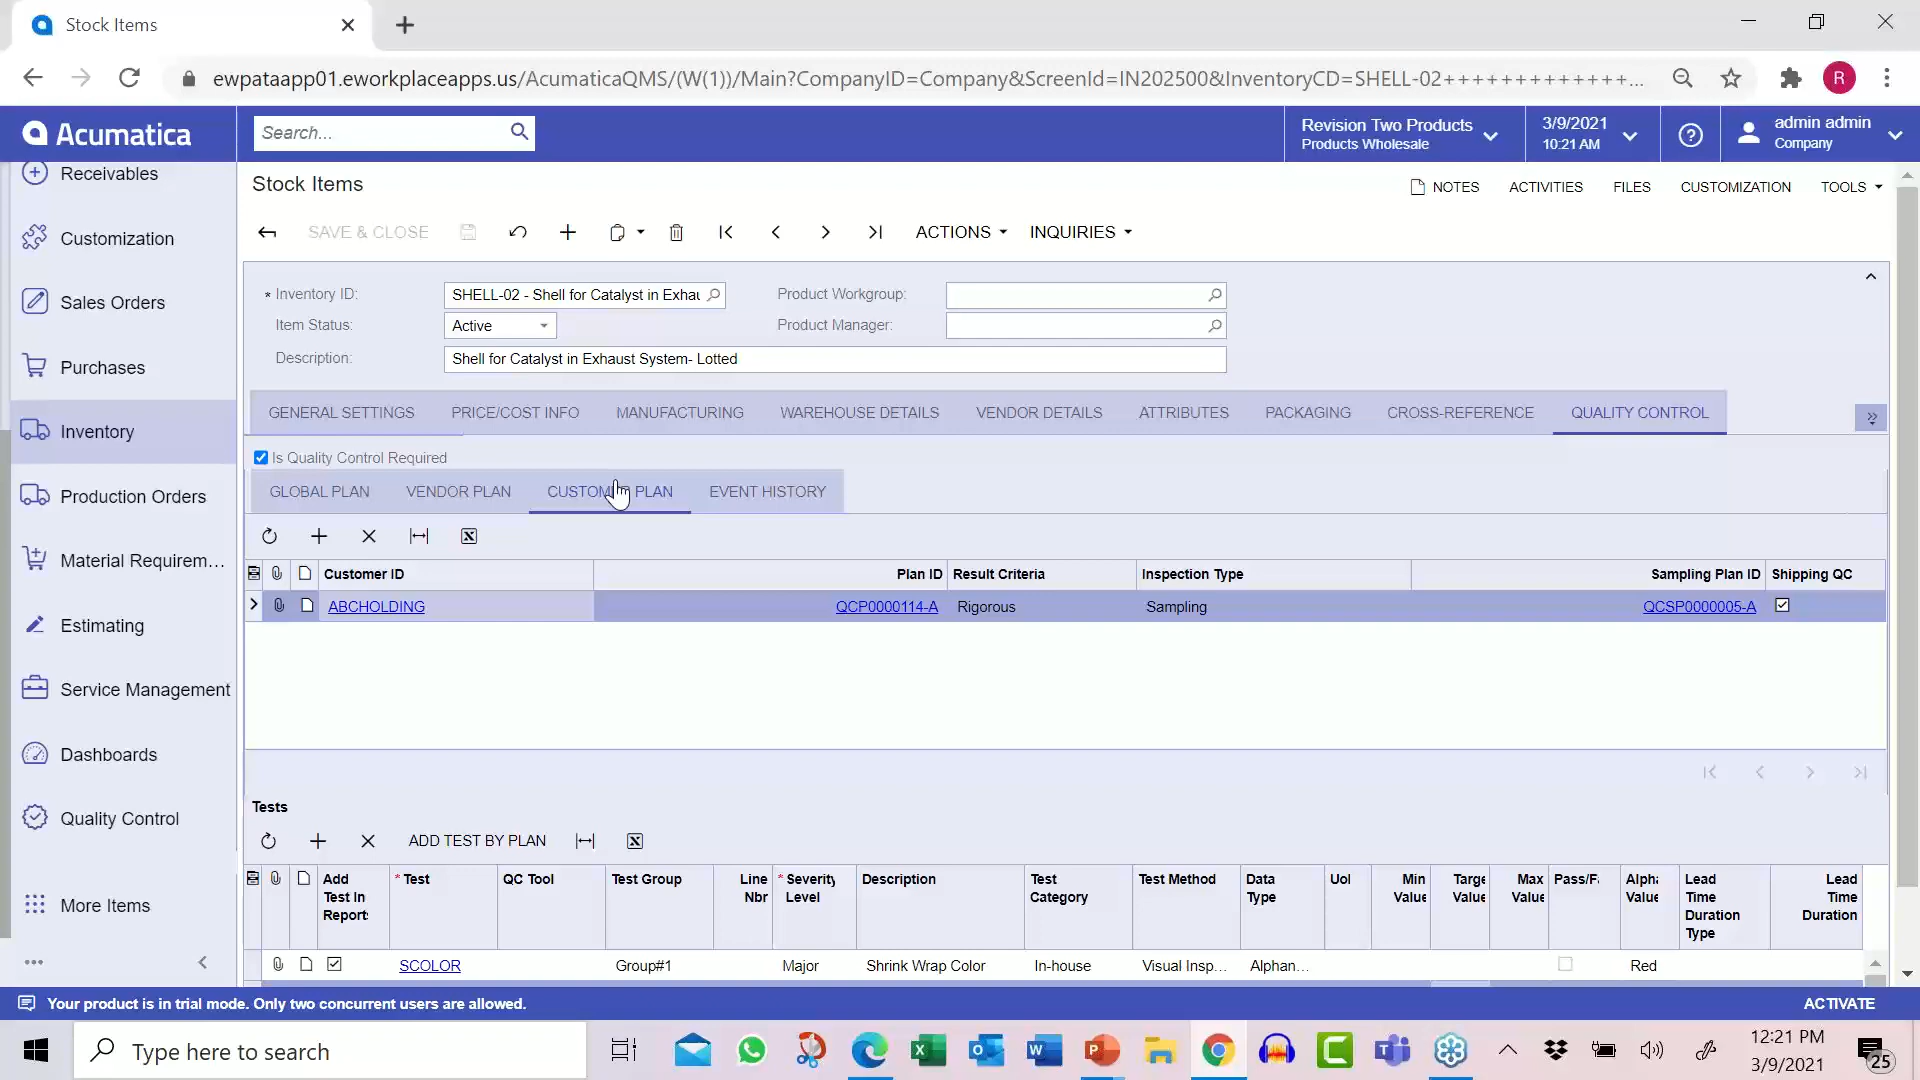 Stock Items
ewpataapp01.eworkplaceapps.us/AcumaticaQMS/(W(1))/Main?CompanyID=Company&ScreenId=IN202500&InventoryCD=SHELL-02+++++++++++++...
R
Acumatica
Search...
Revision Two Products
Products Wholesale
3/9/2021
10:21 AM
admin admin
Company
Receivables
Customization
Sales Orders
Purchases
Inventory
Production Orders
Material Requirem...
Estimating
Service Management
Dashboards
Quality Control
More Items
Stock Items
NOTES ACTIVITIES FILES CUSTOMIZATION TOOLS
SAVE & CLOSE ACTIONS INQUIRIES
* Inventory ID: SHELL-02 - Shell for Catalyst in Exhau Product Workgroup:
Item Status: Active Product Manager:
Description: Shell for Catalyst in Exhaust System- Lotted
GENERAL SETTINGS PRICE/COST INFO MANUFACTURING WAREHOUSE DETAILS VENDOR DETAILS ATTRIBUTES PACKAGING CROSS-REFERENCE QUALITY CONTROL
Is Quality Control Required
GLOBAL PLAN VENDOR PLAN CUSTOM PLAN EVENT HISTORY
Customer ID Plan ID Result Criteria Inspection Type Sampling Plan ID Shipping QC
ABCHOLDING QCP0000114-A Rigorous Sampling QCSP0000005-A
Tests
ADD TEST BY PLAN
Add Test In Report * Test QC Tool Test Group Line Nbr * Severity Level Description Test Category Test Method Data Type Uol Min Value Targe Value Max Value Pass/F Alph Value Lead Time Duration Type Lead Time Duration
SCOLOR Group#1 Major Shrink Wrap Color In-house Visual Insp... Alphan... Red
Your product is in trial mode. Only two concurrent users are allowed. ACTIVATE
Type here to search
12:21 PM
3/9/2021
25